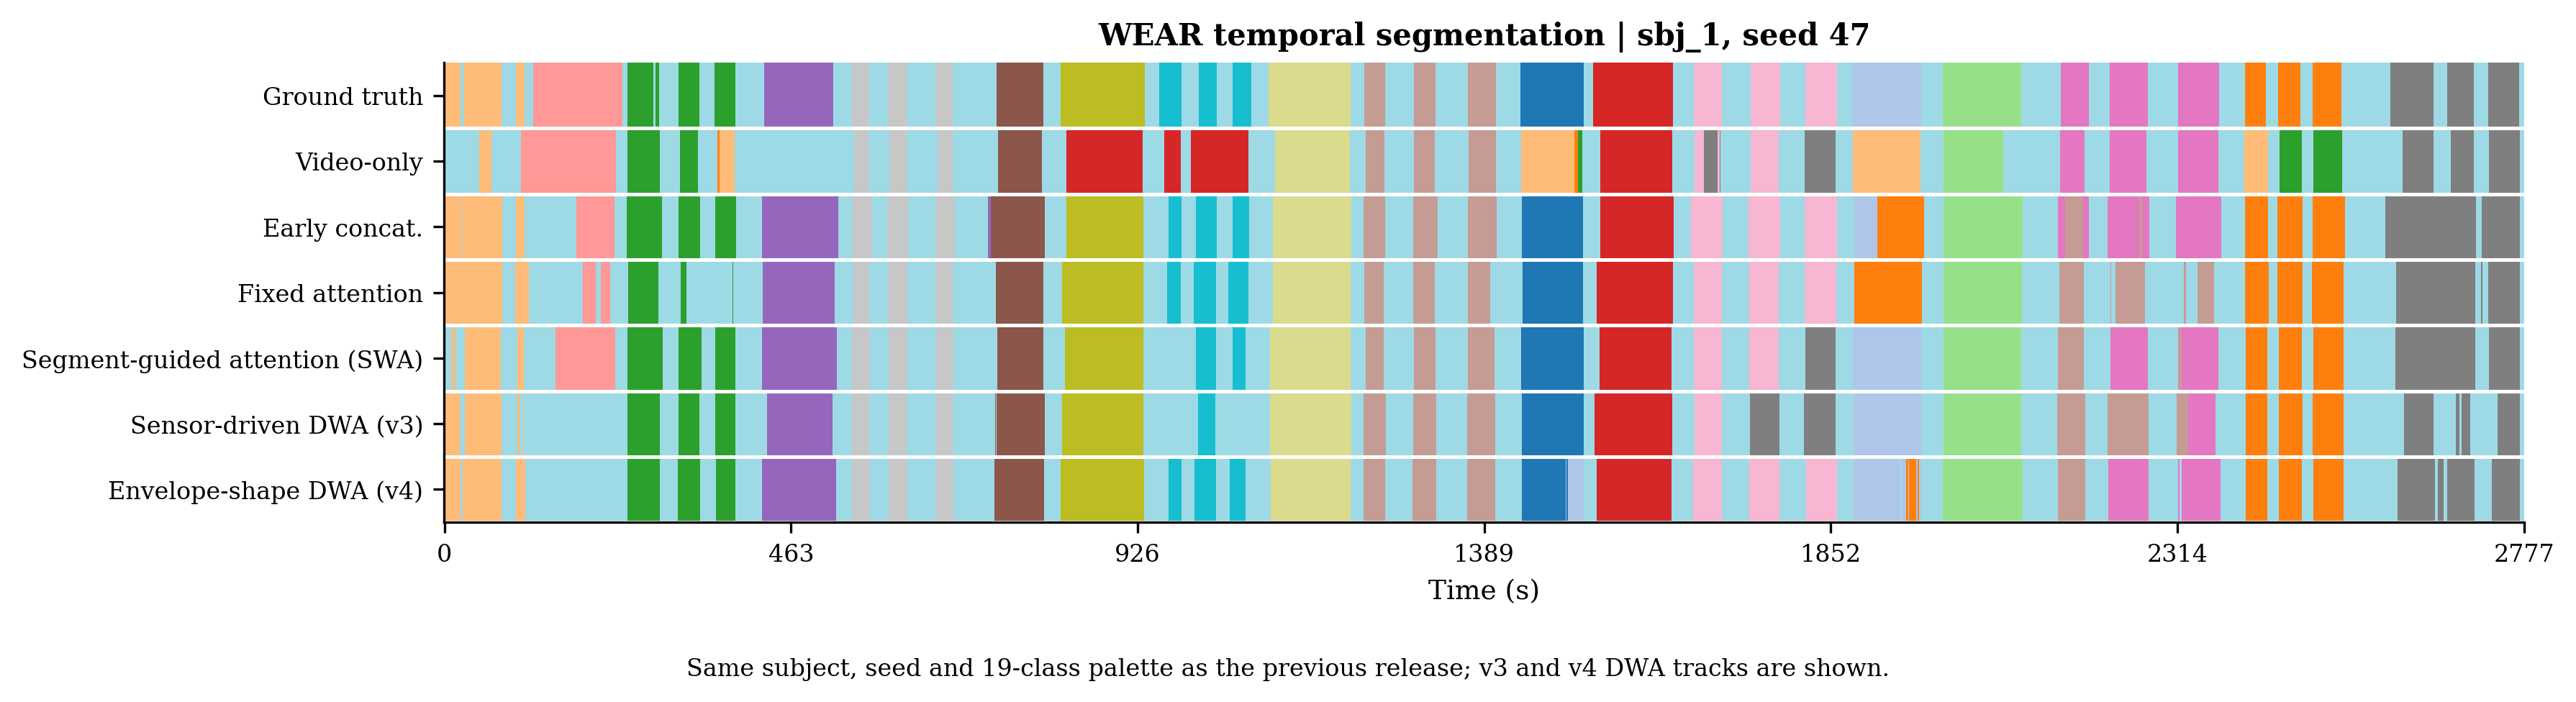 WEAR temporal segmentation | sbj_1, seed 47
Ground truth
Video-only
Early concat.
Fixed attention
Segment-guided attention (SWA)
Sensor-driven DWA (v3)
Envelope-shape DWA (v4)
0 463 926 1389 1852 2314 2777
Time (s)
Same subject, seed and 19-class palette as the previous release; v3 and v4 DWA tracks are shown.